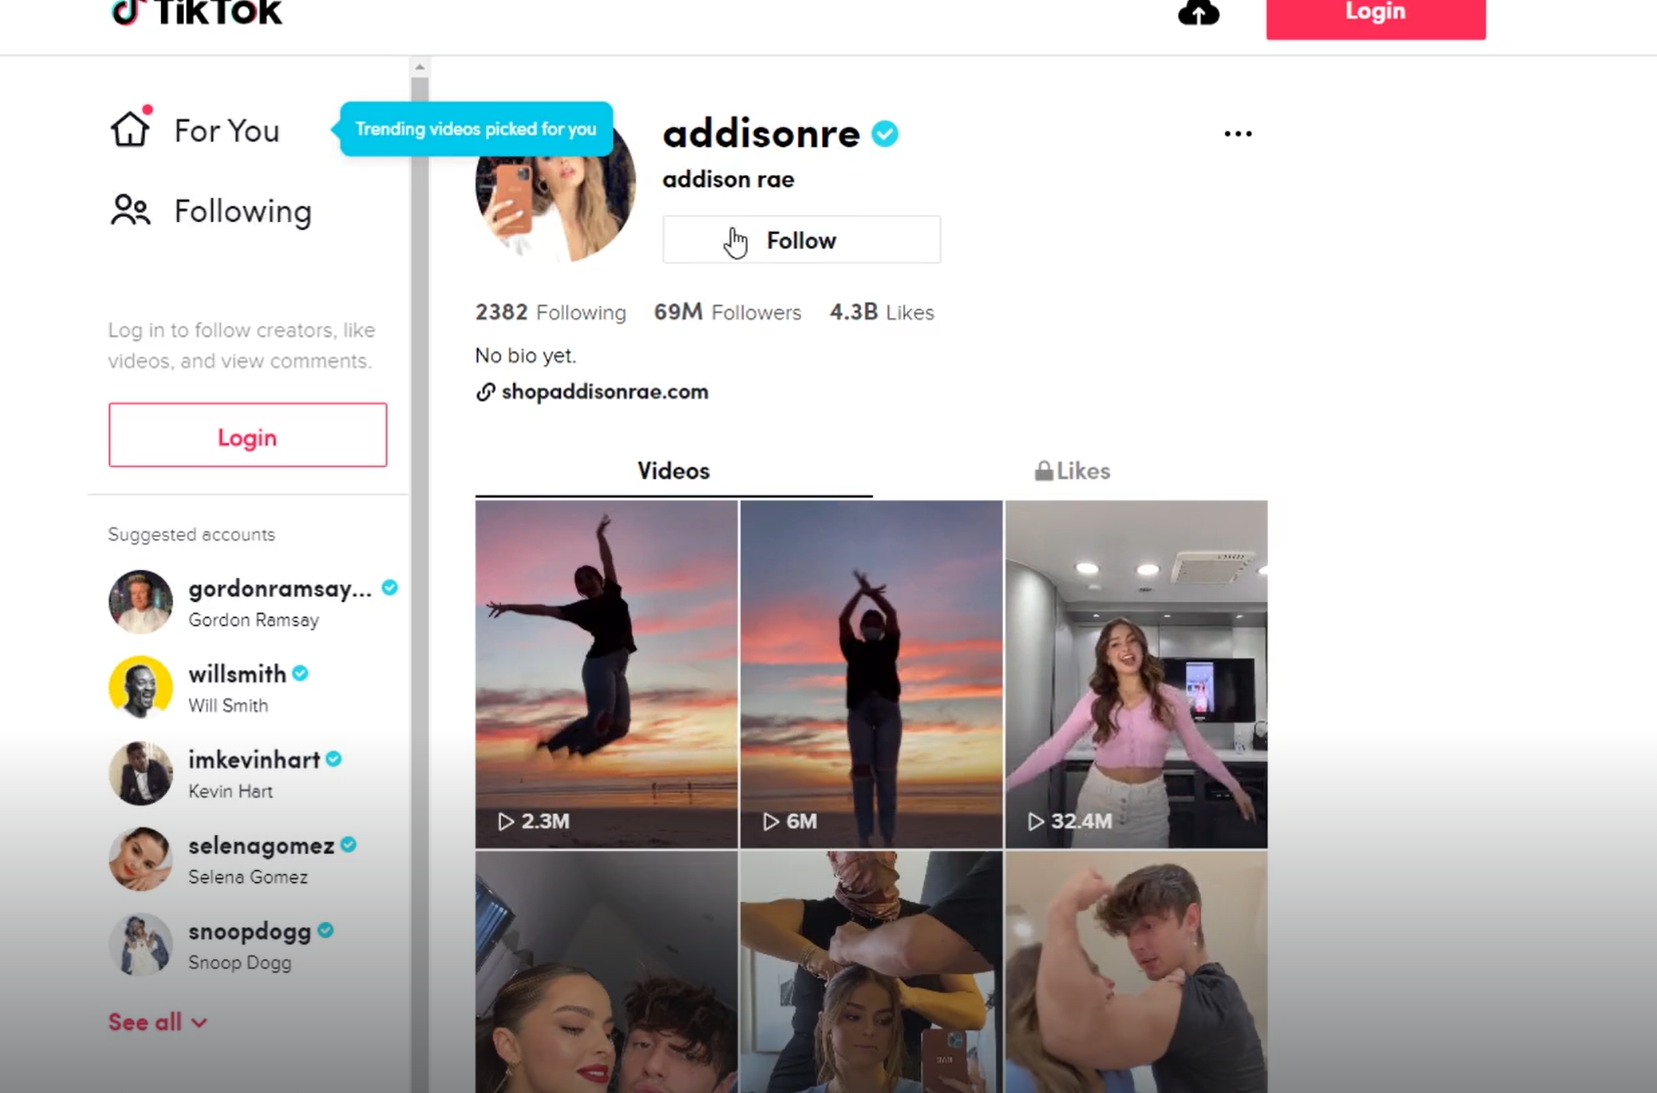 TikTok
Login
For You
Trending videos picked for you
Following
Log in to follow creators, like
videos, and view comments.
Login
Suggested accounts
gordonramsay...
Gordon Ramsay
willsmith
Will Smith
imkevinhart
Kevin Hart
selenagomez
Selena Gomez
snoopdogg
Snoop Dogg
See all
addisonre
addison rae
Follow
2382 Following 69M Followers 4.3B Likes
No bio yet.
shopaddisonrae.com
Videos Likes
2.3M 6M 32.4M